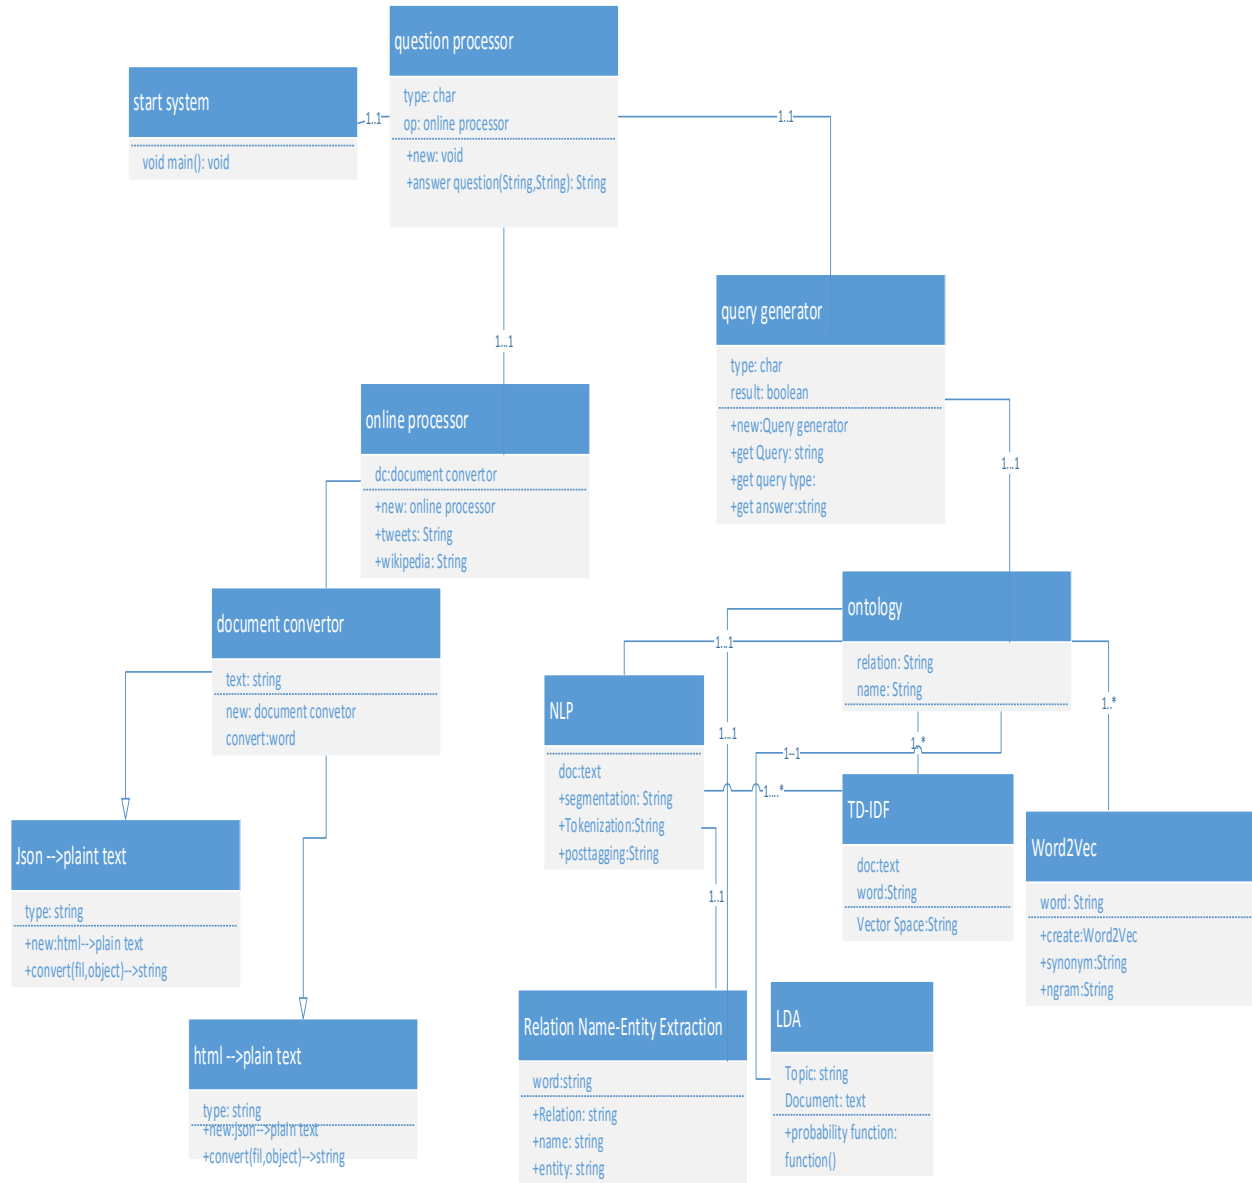 question processor
type: char
op: online processor
+new: void
+answer question(String,String): String
start system
void main(): void
1..1
1..1
1...1
query generator
type: char
result: boolean
+new:Query generator
+get Query: string
+get query type:
+get answer:string
1...1
online processor
dc:document convertor
+new: online processor
+tweets: String
+wikipedia: String
document convertor
text: string
new: document convetor
convert:word
ontology
relation: String
name: String
1...1
1...1
1--1
1..*
1..*
NLP
doc:text
+segmentation: String
+Tokenization:String
+posttagging:String
1....*
1..1
TD-IDF
doc:text
word:String
Vector Space:String
Word2Vec
word: String
+create:Word2Vec
+synonym:String
+ngram:String
Json -->plaint text
type: string
+new:html-->plain text
+convert(fil,object)-->string
html -->plain text
type: string
+new:json-->plain text
+convert(fil,object)-->string
Relation Name-Entity Extraction
word:string
+Relation: string
+name: string
+entity: string
LDA
Topic: string
Document: text
+probability function:
function()